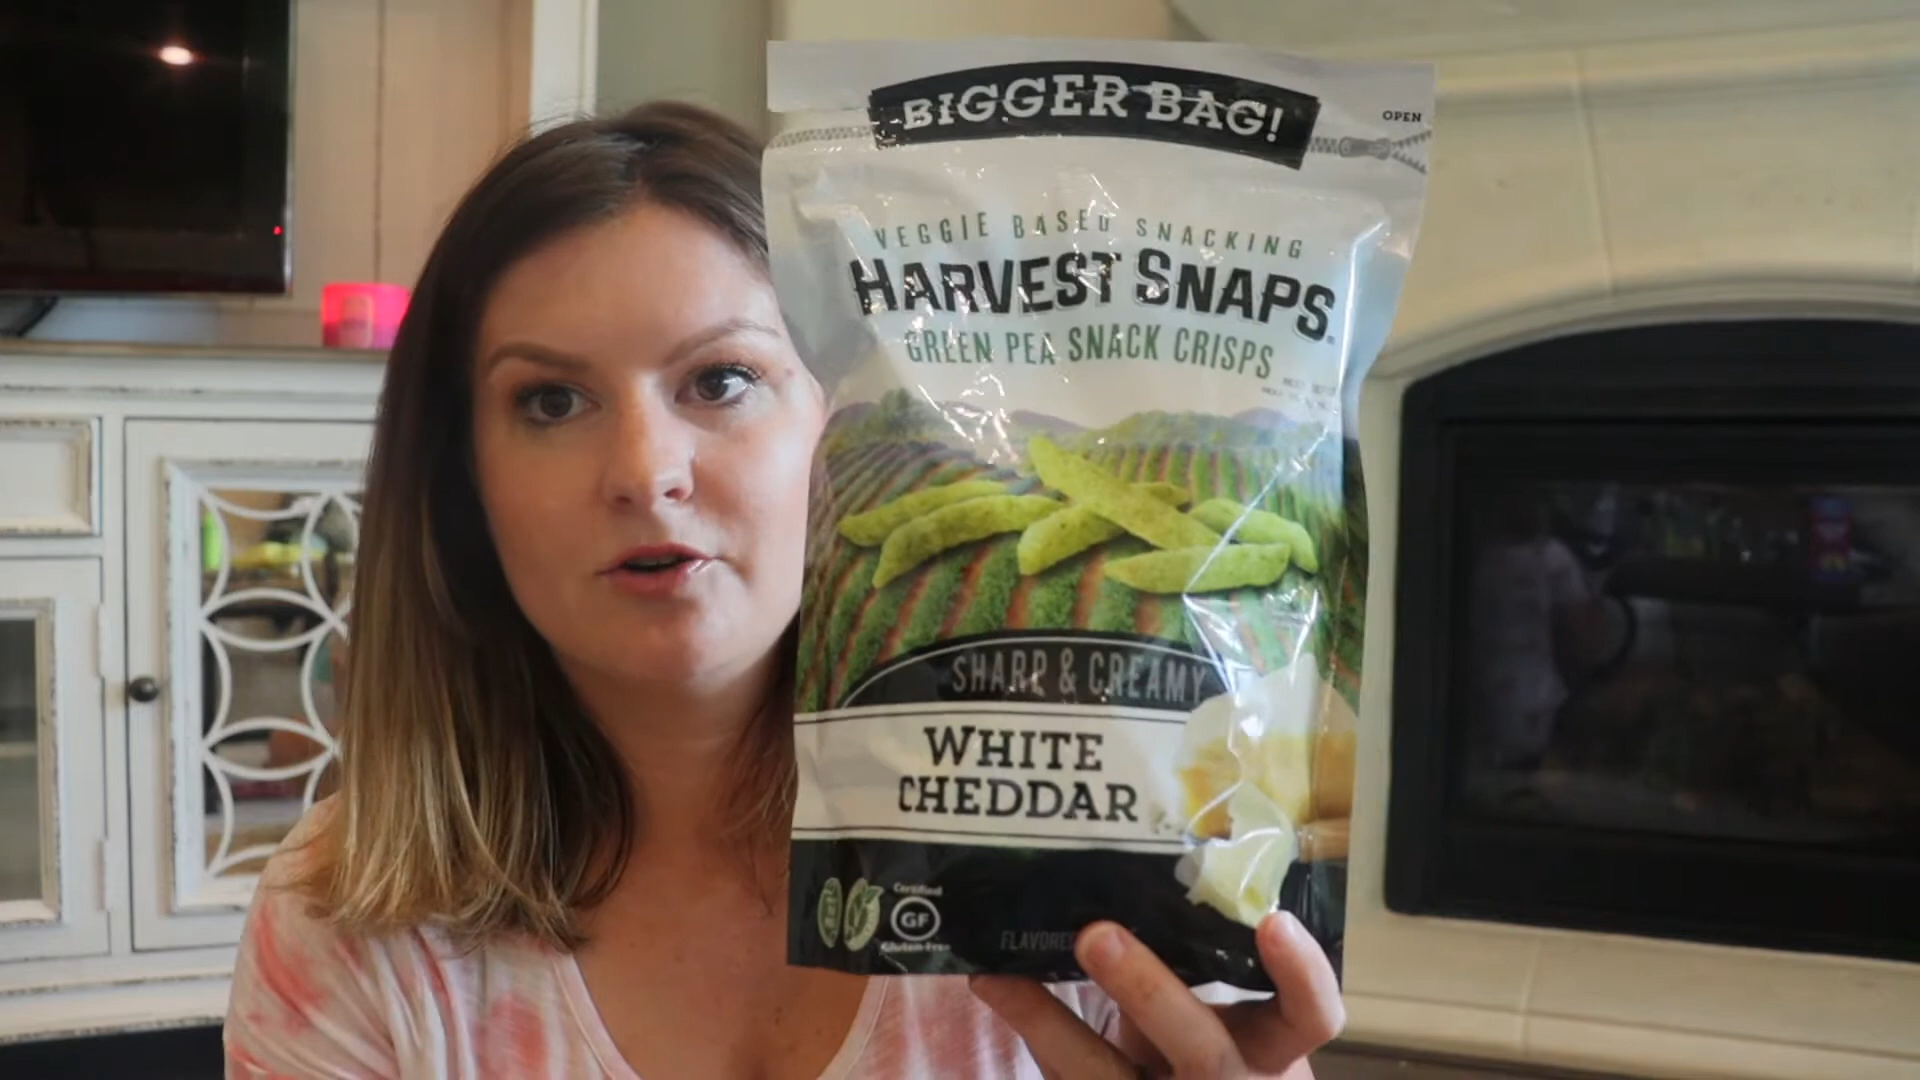 BIGGER BAG!
OPEN
VEGGIE BASED SNACKING
HARVEST SNAPS
GREEN PEA SNACK CRISPS
SHARP & CREAMY
WHITE
CHEDDAR
Certified
GF
Gluten-Free
FLAVORED